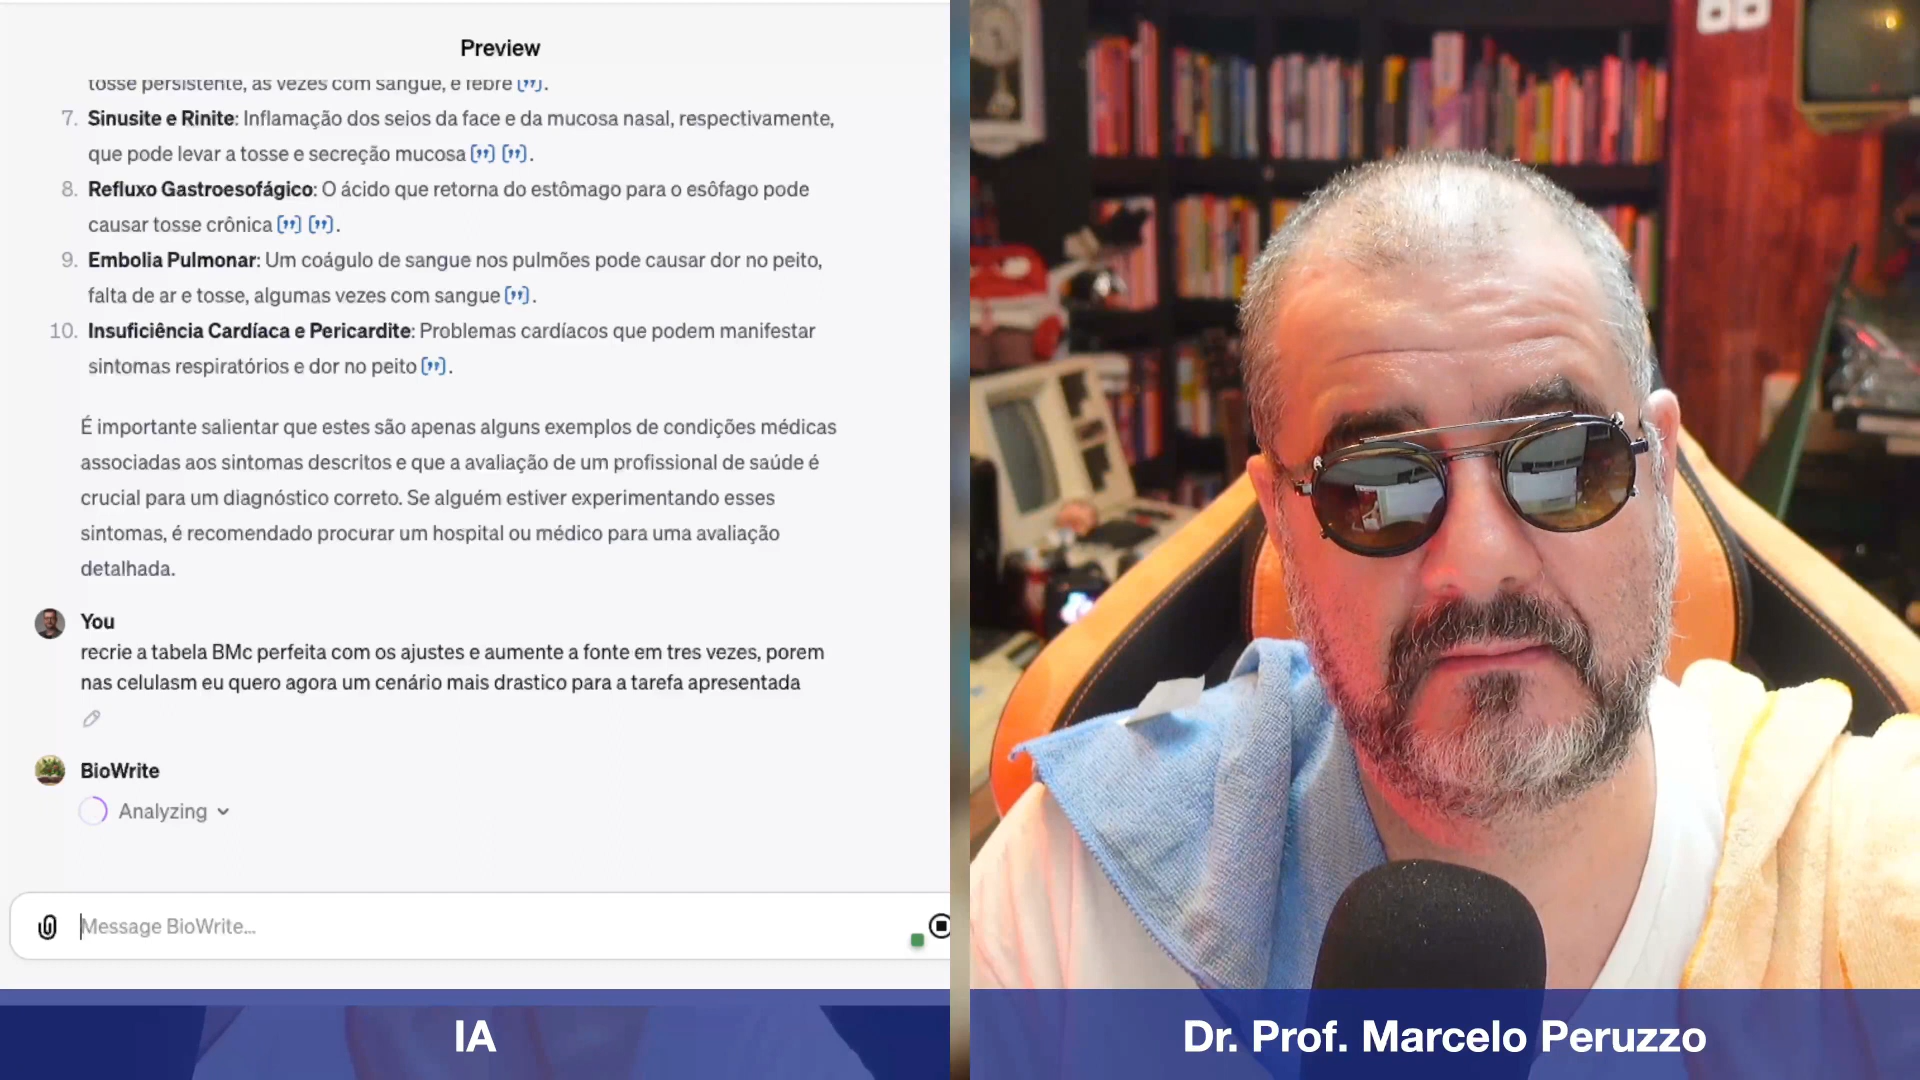 Preview
tosse persistente, às vezes com sangue, e febre ["].
7. Sinusite e Rinite: Inflamação dos seios da face e da mucosa nasal, respectivamente,
que pode levar a tosse e secreção mucosa ["] ["].
8. Refluxo Gastroesofágico: O ácido que retorna do estômago para o esôfago pode
causar tosse crônica ["] ["].
9. Embolia Pulmonar: Um coágulo de sangue nos pulmões pode causar dor no peito,
falta de ar e tosse, algumas vezes com sangue ["].
10. Insuficiência Cardíaca e Pericardite: Problemas cardíacos que podem manifestar
sintomas respiratórios e dor no peito ["].
É importante salientar que estes são apenas alguns exemplos de condições médicas
associadas aos sintomas descritos e que a avaliação de um profissional de saúde é
crucial para um diagnóstico correto. Se alguém estiver experimentando esses
sintomas, é recomendado procurar um hospital ou médico para uma avaliação
detalhada.
You
recrie a tabela BMc perfeita com os ajustes e aumente a fonte em tres vezes, porem
nas celulasm eu quero agora um cenário mais drastico para a tarefa apresentada
BioWrite
Analyzing
Message BioWrite...
IA
Dr. Prof. Marcelo Peruzzo